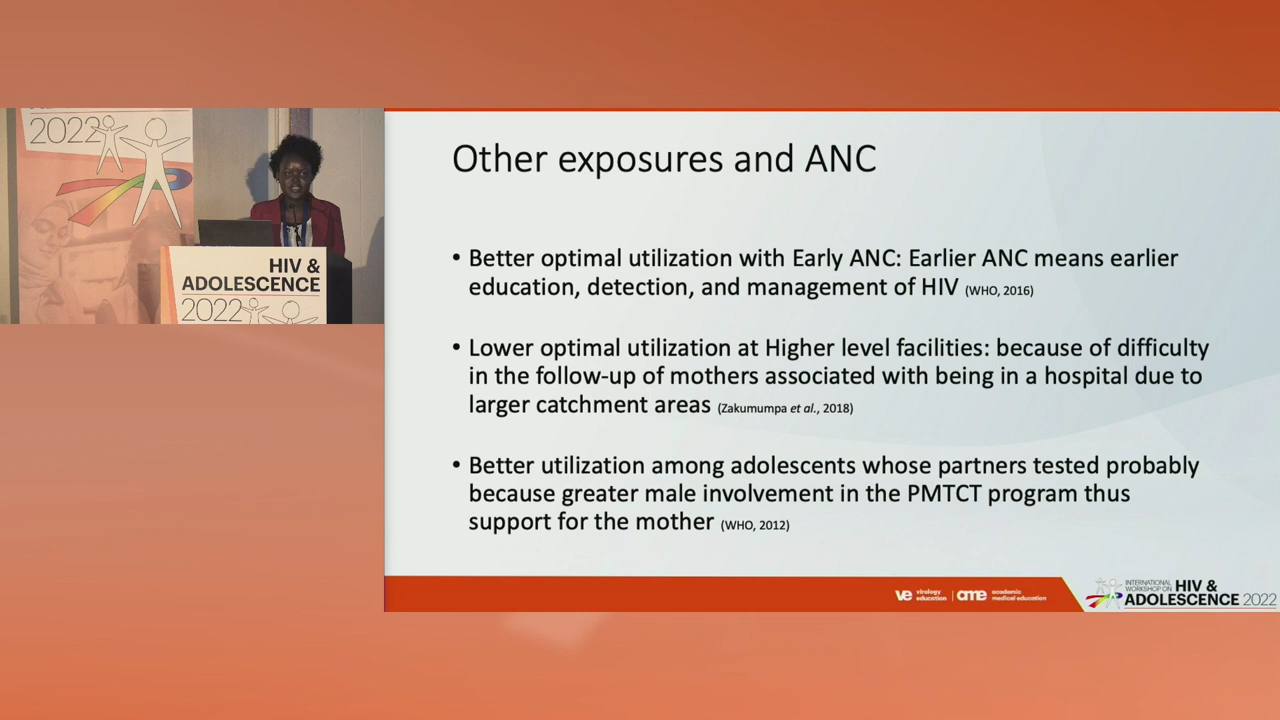 2022
HIV &
ADOLESCENCE
2022
Other exposures and ANC
• Better optimal utilization with Early ANC: Earlier ANC means earlier
education, detection, and management of HIV (WHO, 2016)
• Lower optimal utilization at Higher level facilities: because of difficulty
in the follow-up of mothers associated with being in a hospital due to
larger catchment areas (Zakumumpa et al., 2018)
• Better utilization among adolescents whose partners tested probably
because greater male involvement in the PMTCT program thus
support for the mother (WHO, 2012)
ve virology
education
ame academic
medical education
INTERNATIONAL
WORKSHOP ON HIV &
ADOLESCENCE 2022